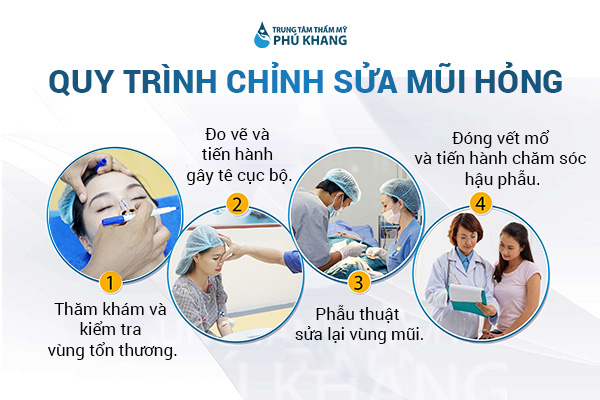 TRUNG TÂM THẨM MỸ
PHÚ KHANG
QUY TRÌNH CHỈNH SỬA MŨI HỎNG
1
Thăm khám và
kiểm tra
vùng tổn thương.
Đo vẽ và
tiến hành
gây tê cục bộ.
2
3
Phẫu thuật
sửa lại vùng mũi.
Đóng vết mổ
và tiến hành chăm sóc
hậu phẫu.
4
KHANG